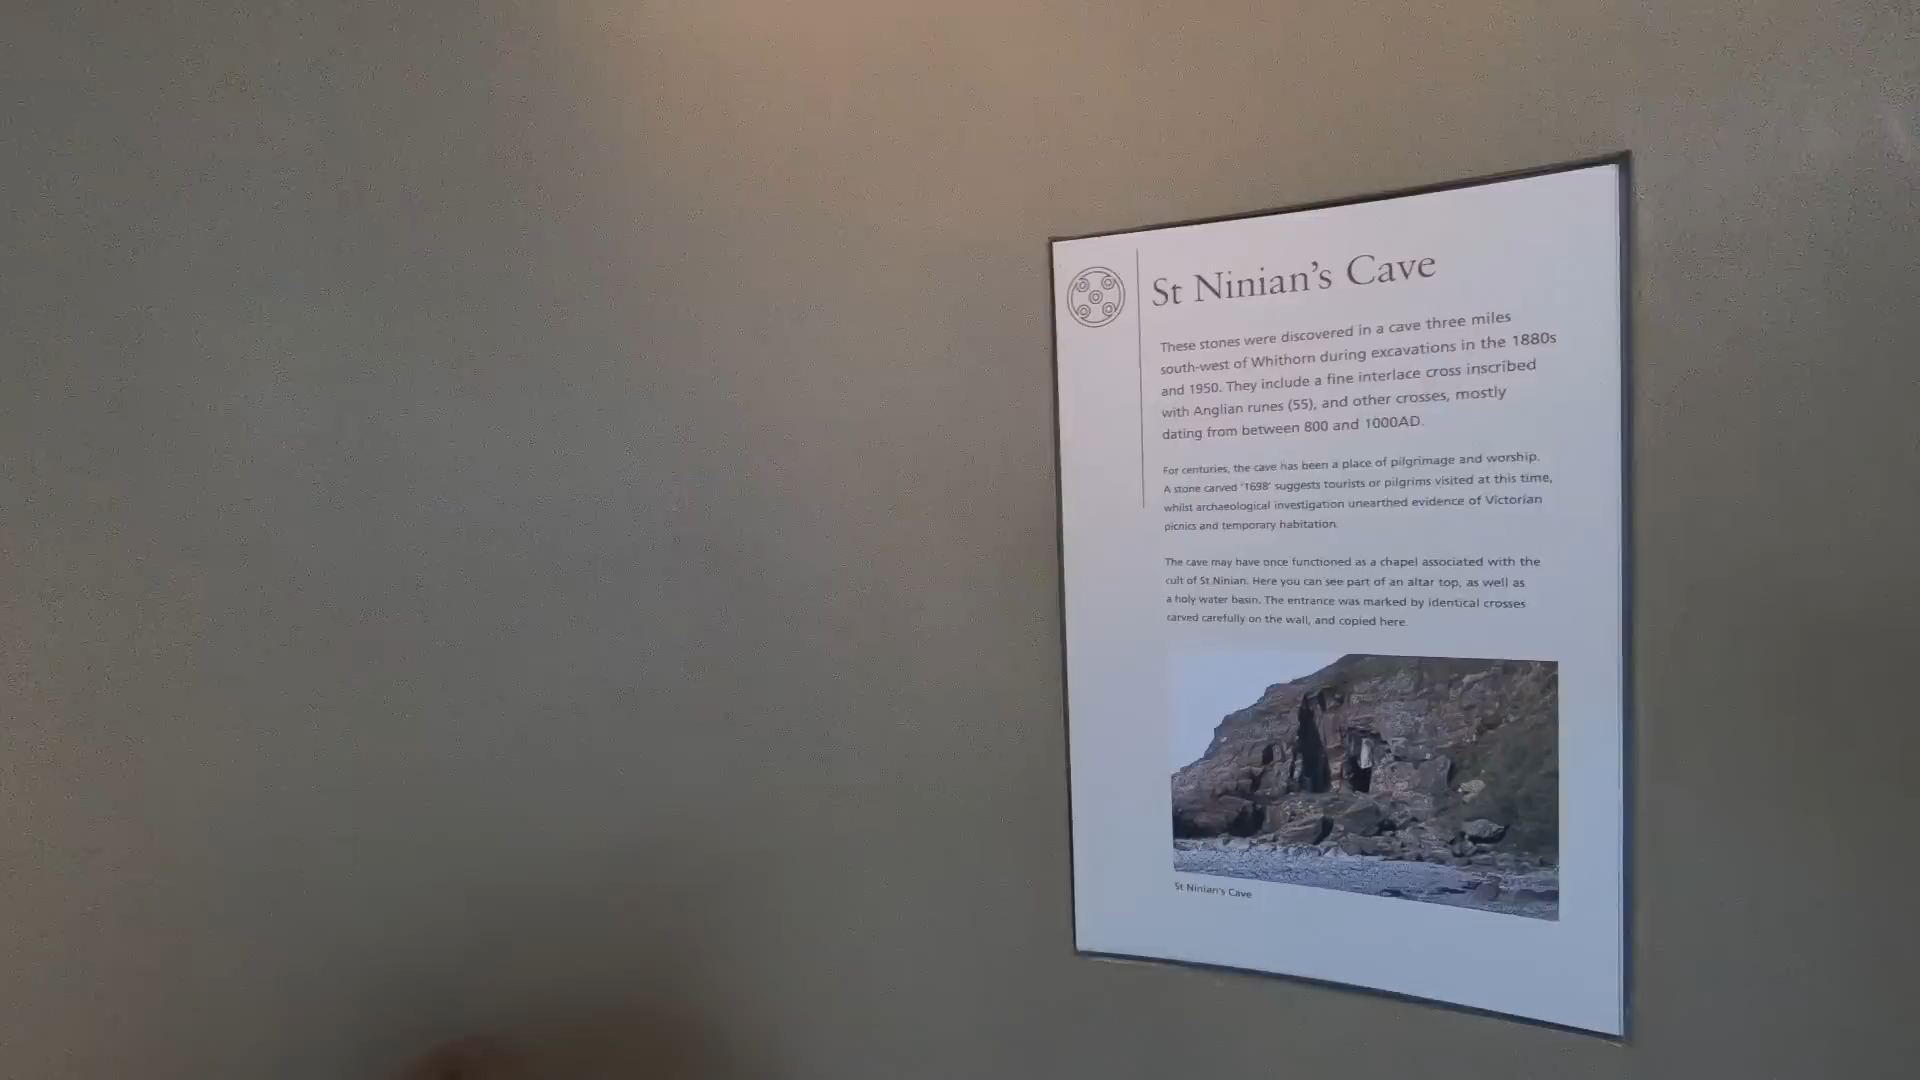 St Ninian's Cave
These stones were discovered in a cave three miles
south-west of Whithorn during excavations in the 1880s
and 1950. They include a fine interlace cross inscribed
with Anglian runes (55), and other crosses, mostly
dating from between 800 and 1000AD.
For centuries, the cave has been a place of pilgrimage and worship.
A stone carved '1698' suggests tourists or pilgrims visited at this time,
whilst archaeological investigation unearthed evidence of Victorian
picnics and temporary habitation.
The cave may have once functioned as a chapel associated with the
cult of St Ninian. Here you can see part of an altar top, as well as
a holy water basin. The entrance was marked by identical crosses
carved carefully on the wall, and copied here.
St Ninian's Cave